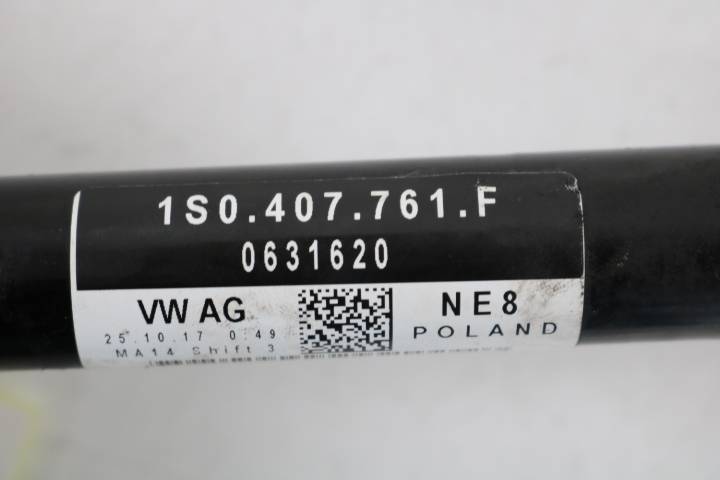 1S0.407.761.F
0631620
VW AG
NE8
25.10.17 0:49
POLAND
MA14 Shift 3